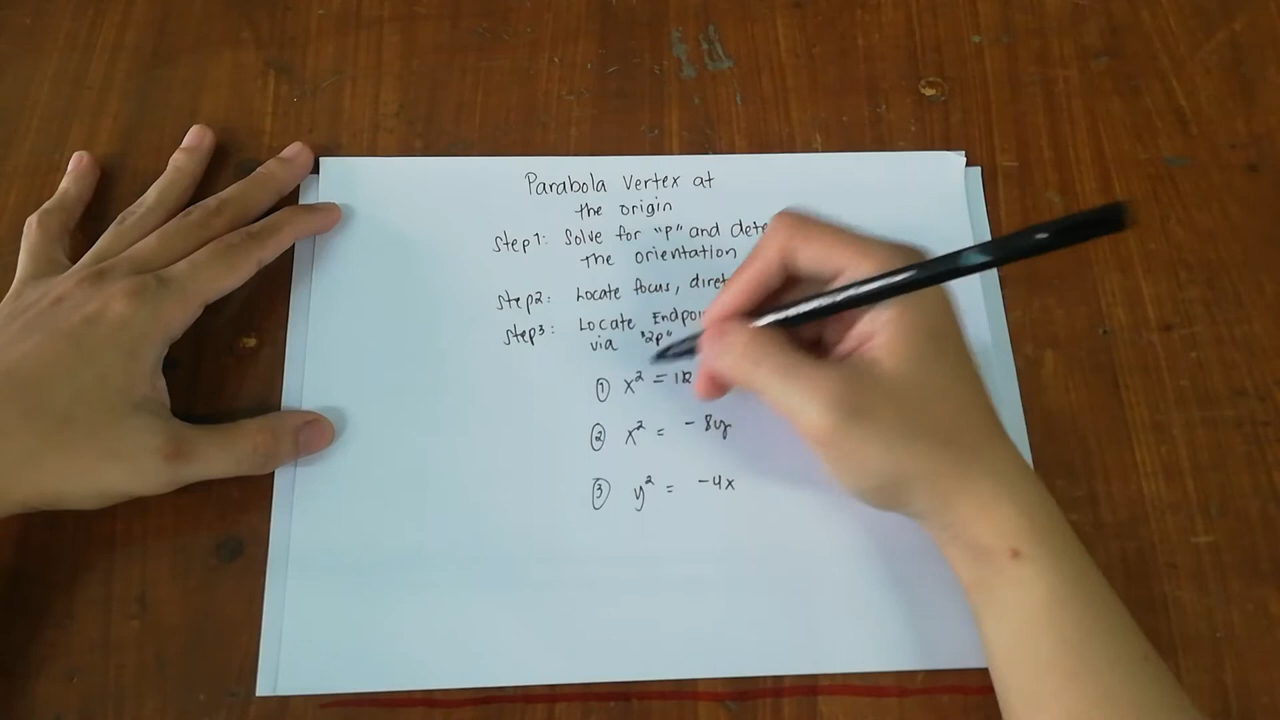 Parabola Vertex at
the origin
Step1: Solve for "p" and
the orientation
Step2: Locate focus,
Step3: Locate
via "2p"
① x² =
② x² = -8y
③ y² = -4x